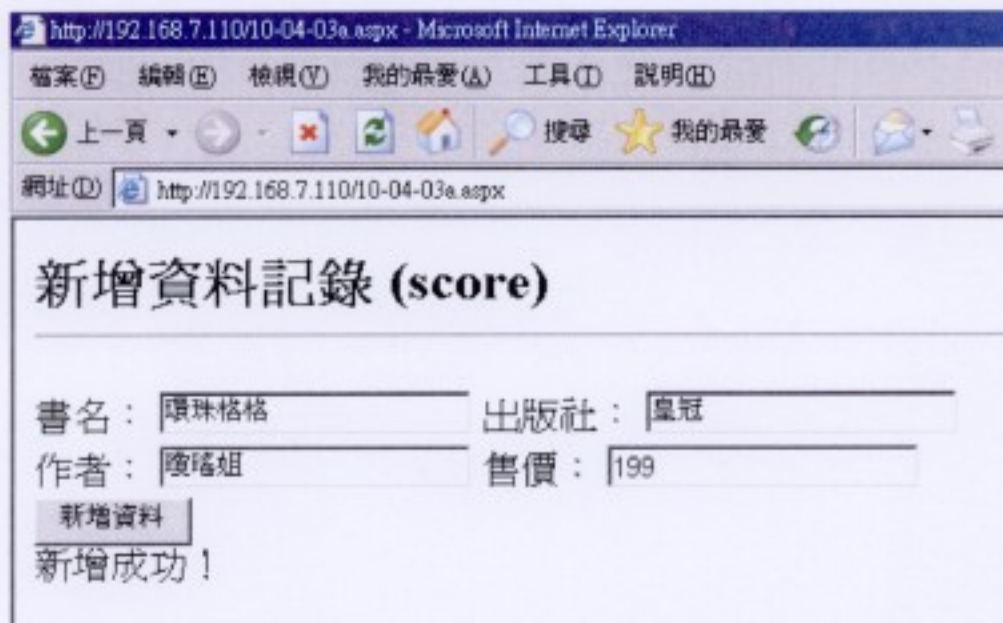 http://192.168.7.110/10-04-03a.aspx - Microsoft Internet Explorer
檔案(F) 編輯(E) 檢視(V) 我的最愛(A) 工具(T) 說明(H)
上一頁 搜尋 我的最愛
網址(D) http://192.168.7.110/10-04-03a.aspx
新增資料記錄 (score)
書名： 環珠格格 出版社： 皇冠
作者： 瓊瑤姐 售價： 199
新增資料
新增成功！